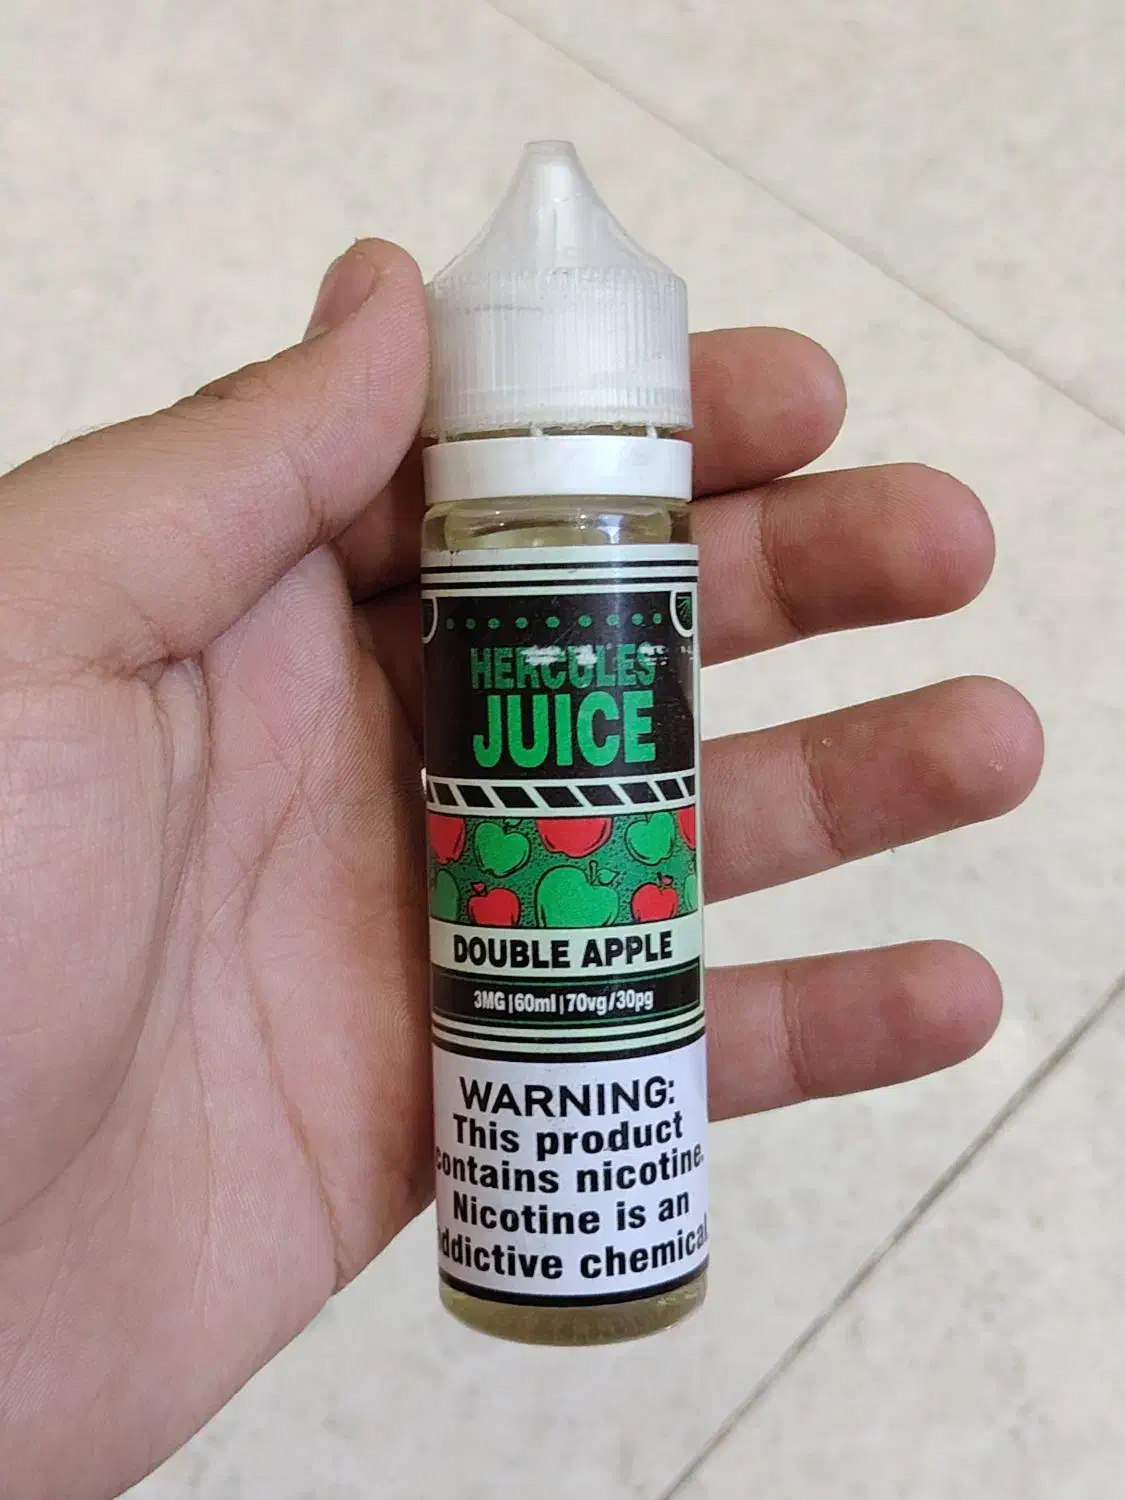 HERCULES
JUICE
DOUBLE APPLE
3MG|60ml|70vg/30pg
WARNING:
This product
contains nicotine.
Nicotine is an
addictive chemical.